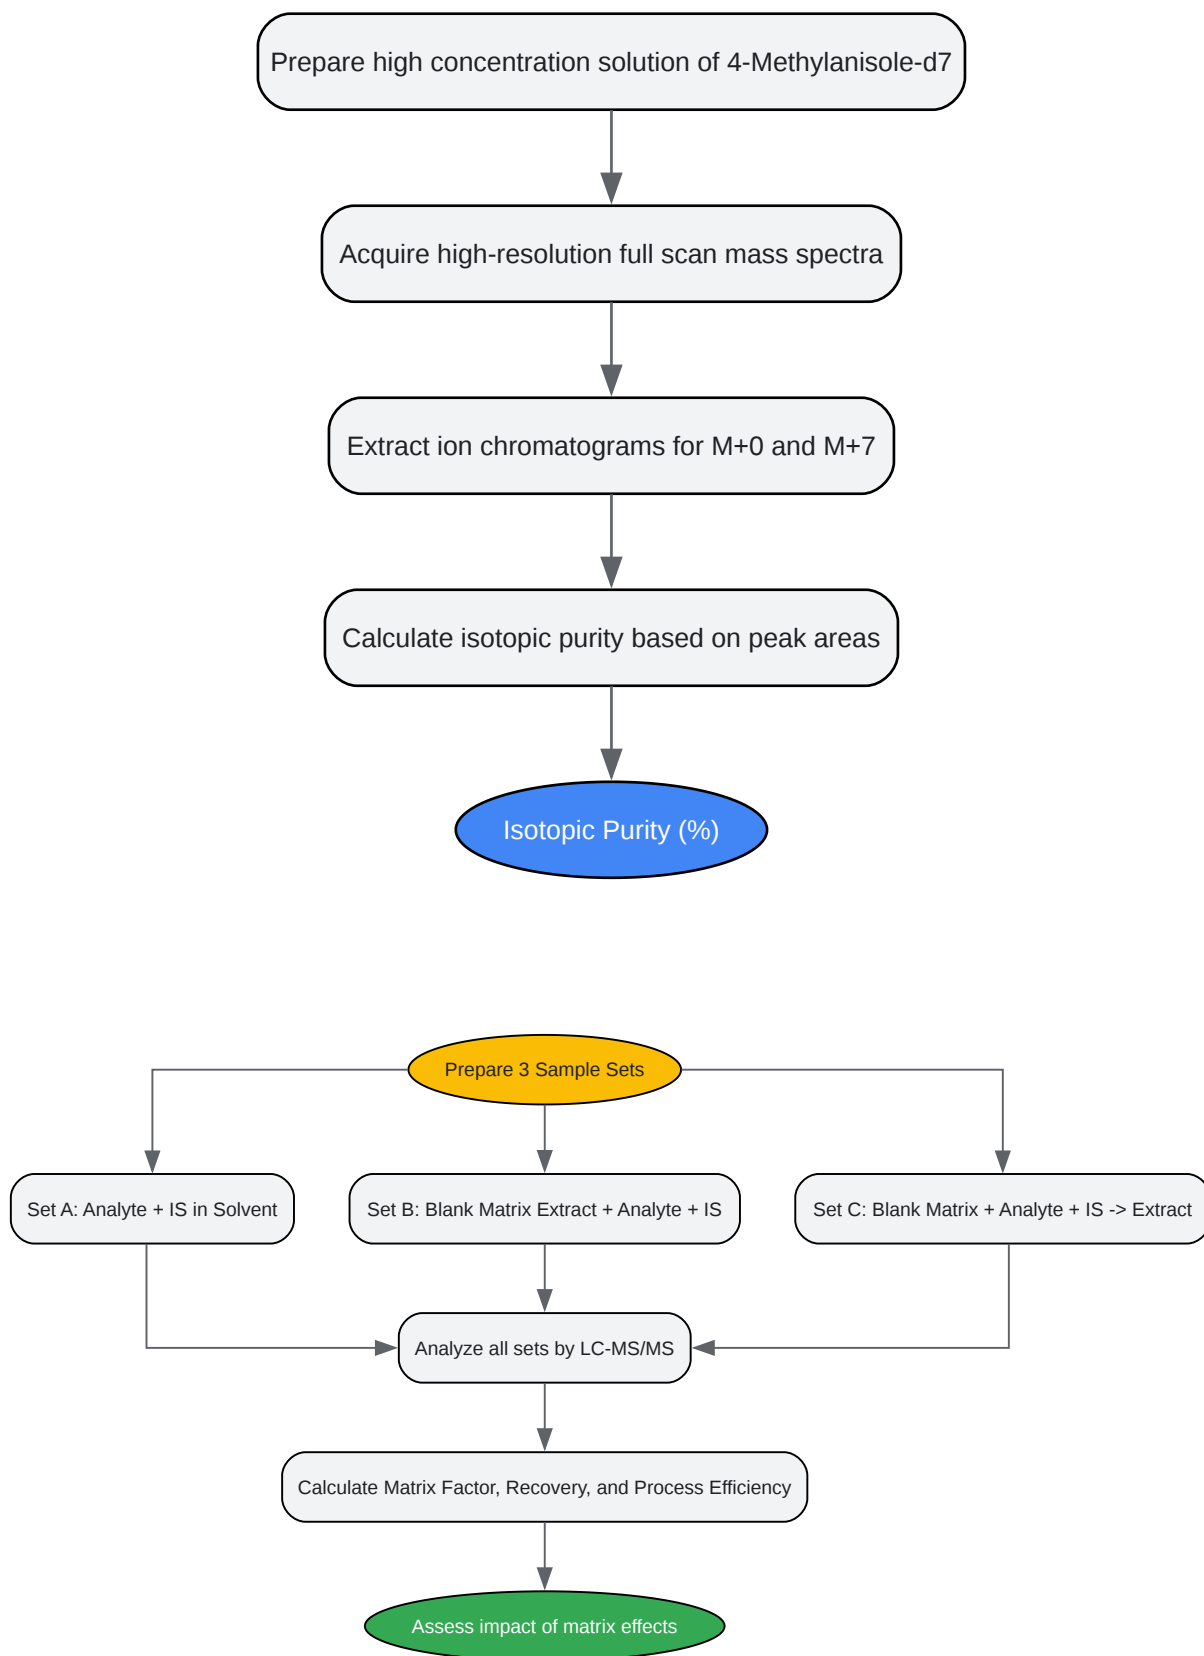 Prepare high concentration solution of 4-Methylanisole-d7
Acquire high-resolution full scan mass spectra
Extract ion chromatograms for M+0 and M+7
Calculate isotopic purity based on peak areas
Isotopic Purity (%)
Prepare 3 Sample Sets
Set A: Analyte + IS in Solvent
Set B: Blank Matrix Extract + Analyte + IS
Set C: Blank Matrix + Analyte + IS -> Extract
Analyze all sets by LC-MS/MS
Calculate Matrix Factor, Recovery, and Process Efficiency
Assess impact of matrix effects